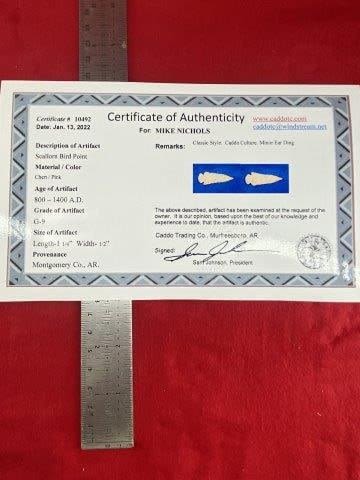 Certificate # 10492
Date: Jan. 13, 2022
Certificate of Authenticity
For: MIKE NICHOLS
www.caddotc.com
caddotc@windstream.net
Description of Artifact
Scallorn Bird Point
Material / Color
Chert / Pink
Age of Artifact
800 – 1400 A.D.
Grade of Artifact
G-9
Size of Artifact
Length-1 1/4" Width- 1/2"
Provenance
Montgomery Co., AR.
Remarks: Classic Style. Caddo Culture. Minor Ear Ding
The above described, artifact has been examined at the request of the
owner. It is our opinion, based upon the best of our knowledge and
experience to date, that the artifact is authentic.
Caddo Trading Co., Murfreesboro, AR
Signed:
Sam Johnson, President